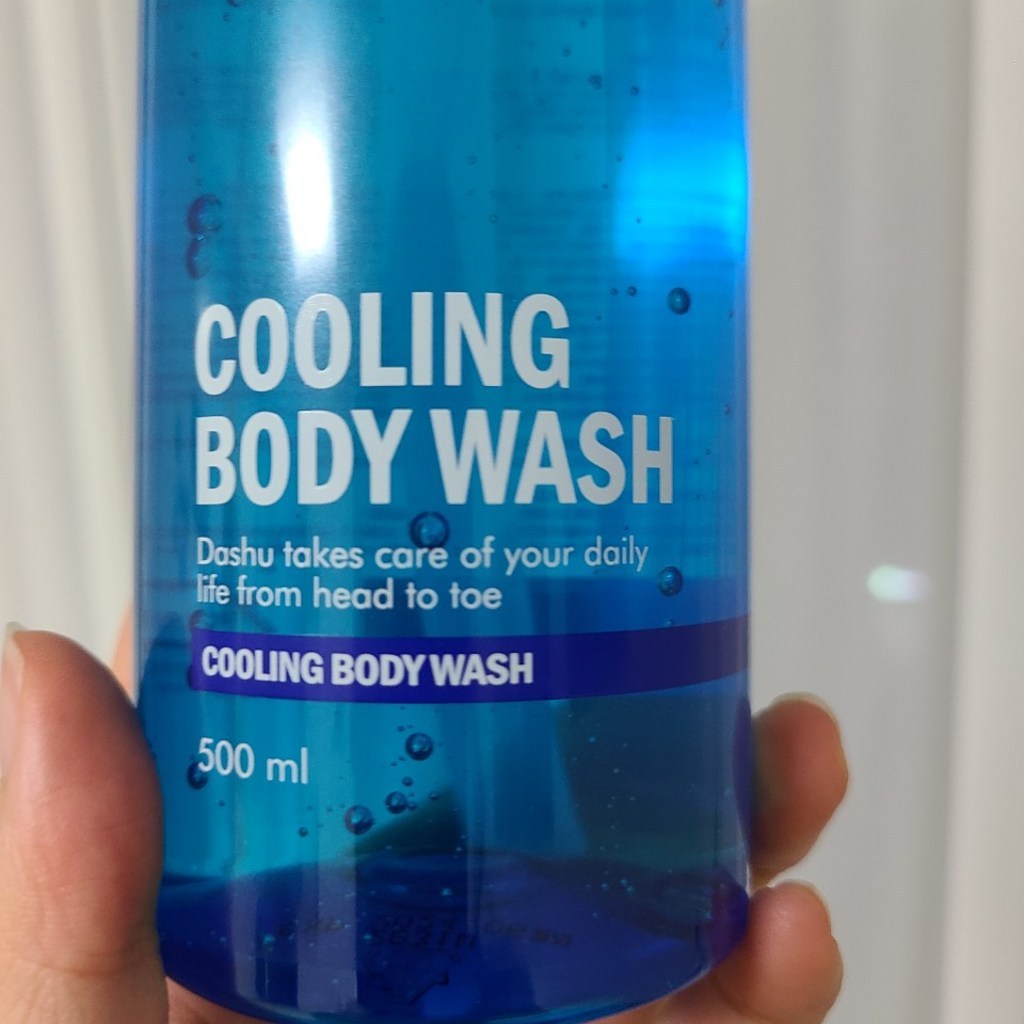 COOLING
BODY WASH
Dashu takes care of your daily
life from head to toe
COOLING BODY WASH
500 ml